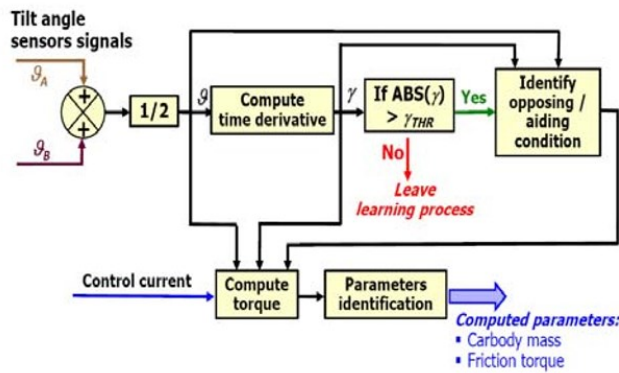 Tilt angle
sensors signals
ϑA
ϑB
+
+
1/2
ϑ
Compute
time derivative
γ
If ABS(γ)
> γTHR
Yes
No
Leave
learning process
Identify
opposing /
aiding
condition
Control current
Compute
torque
Parameters
identification
Computed parameters:
▪ Carbody mass
▪ Friction torque